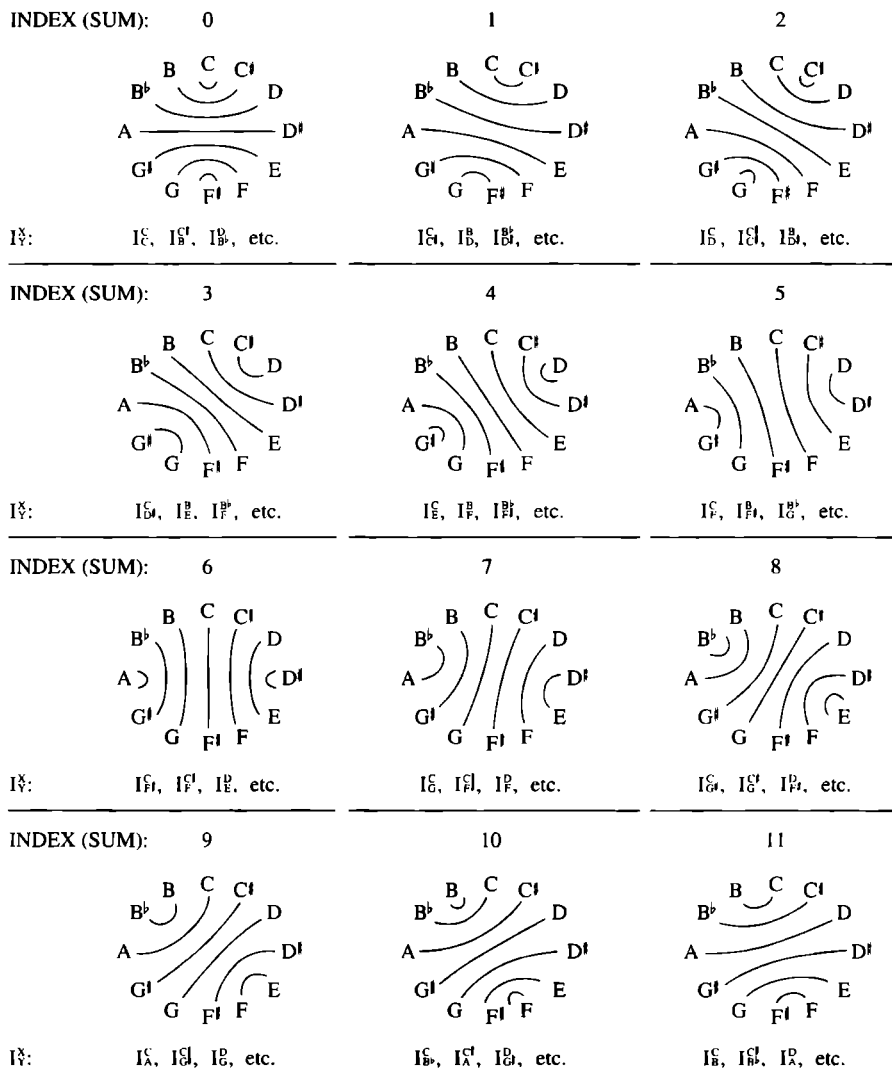 INDEX (SUM): 0 1 2
B C C♯ B C C♯ B C C♯
B♭ D B♭ D B♭ D
A D♯ A D♯ A D♯
G♯ E G♯ E G♯ E
G F♯ F G F♯ F G F♯ F
I^X_Y: I^C_C, I^C♯_B, I^D_B♭, etc. I^C_C♯, I^B_D, I^B♭_D♯, etc. I^C_D, I^C♯_C♯, I^B_D♯, etc.
INDEX (SUM): 3 4 5
B C C♯ B C C♯ B C C♯
B♭ D B♭ D B♭ D
A D♯ A D♯ A D♯
G♯ E G♯ E G♯ E
G F♯ F G F♯ F G F♯ F
I^X_Y: I^C_D♯, I^B_E, I^B♭_F, etc. I^C_E, I^B_F, I^B♭_F♯, etc. I^C_F, I^B_F♯, I^B♭_G, etc.
INDEX (SUM): 6 7 8
B C C♯ B C C♯ B C C♯
B♭ D B♭ D B♭ D
A D♯ A D♯ A D♯
G♯ E G♯ E G♯ E
G F♯ F G F♯ F G F♯ F
I^X_Y: I^C_F♯, I^C♯_F, I^D_E, etc. I^C_G, I^C♯_F♯, I^D_F, etc. I^C_G♯, I^C♯_G, I^D_F♯, etc.
INDEX (SUM): 9 10 11
B C C♯ B C C♯ B C C♯
B♭ D B♭ D B♭ D
A D♯ A D♯ A D♯
G♯ E G♯ E G♯ E
G F♯ F G F♯ F G F♯ F
I^X_Y: I^C_A, I^C♯_G♯, I^D_G, etc. I^C_B♭, I^C♯_A, I^D_G♯, etc. I^C_B, I^C♯_B♭, I^D_A, etc.